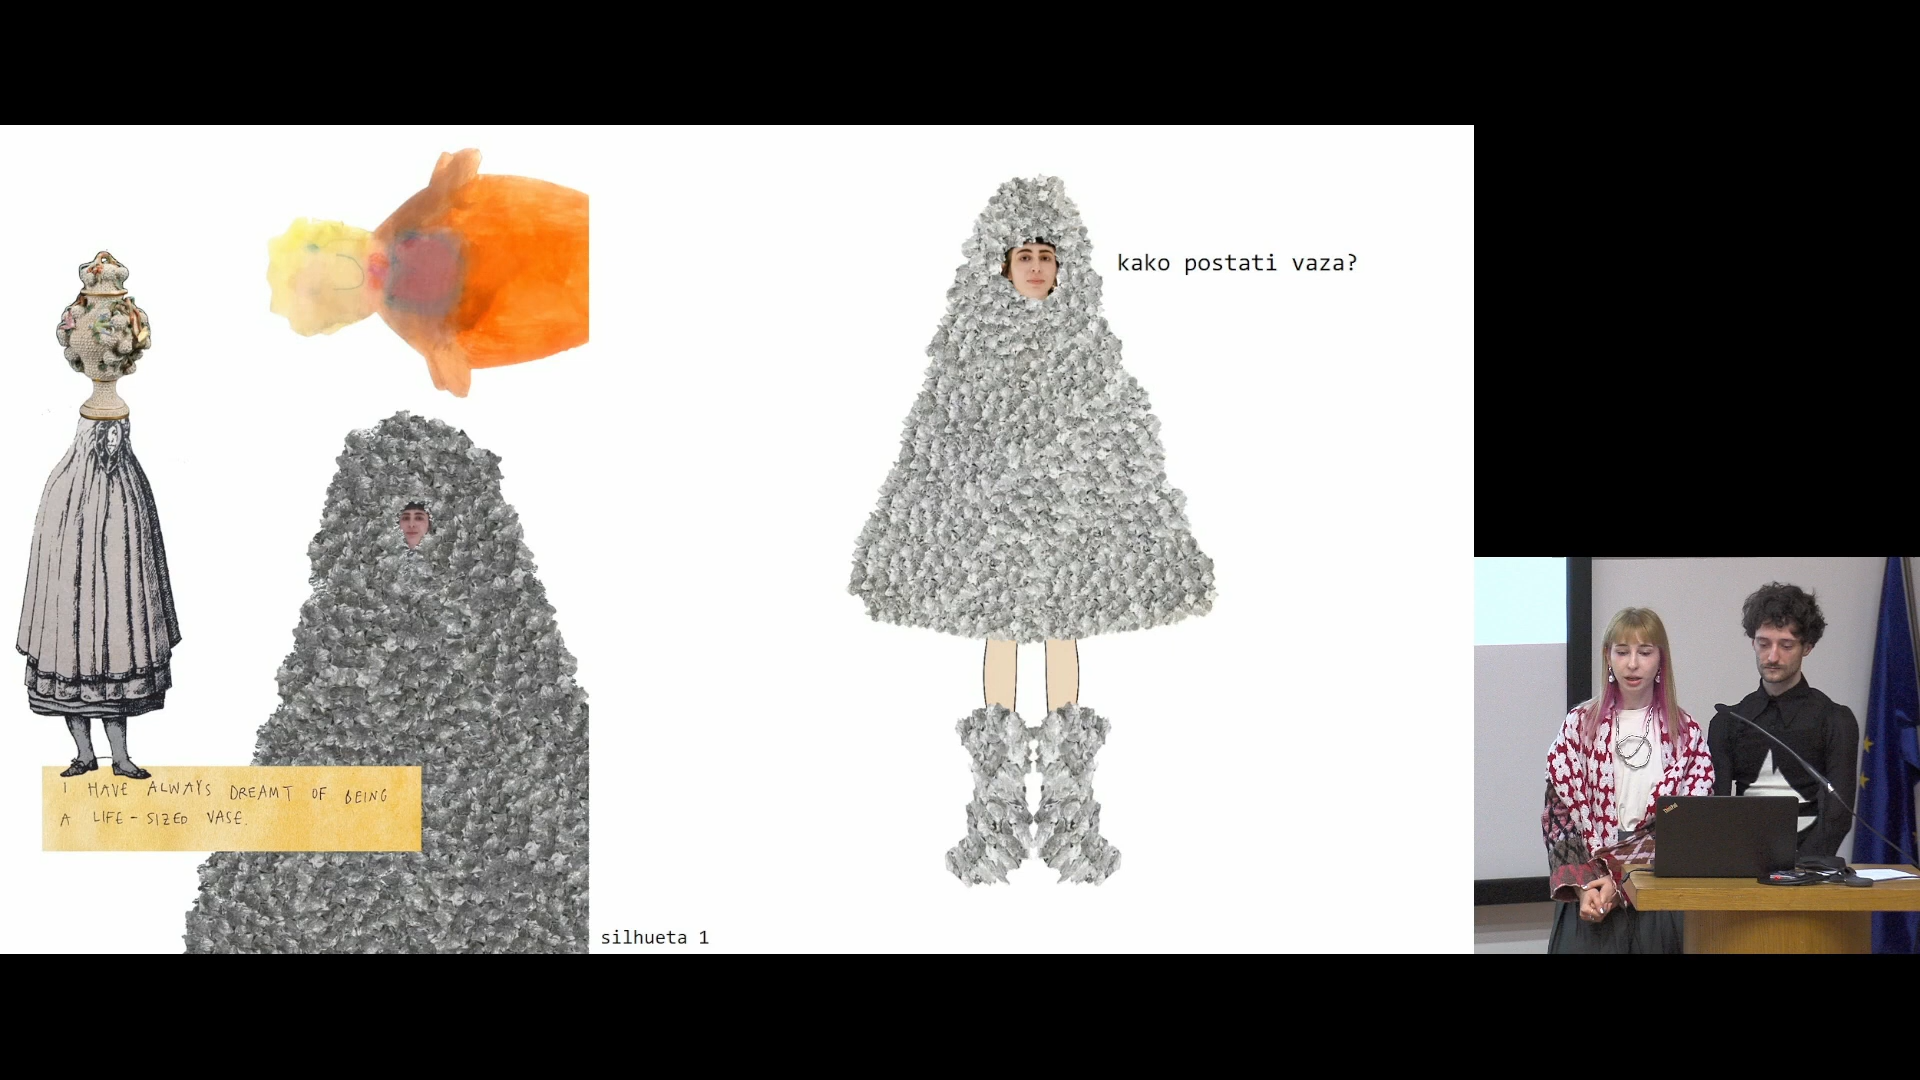 kako postati vaza?
I HAVE ALWAYS DREAMT OF BEING
A LIFE-SIZED VASE.
silhueta 1